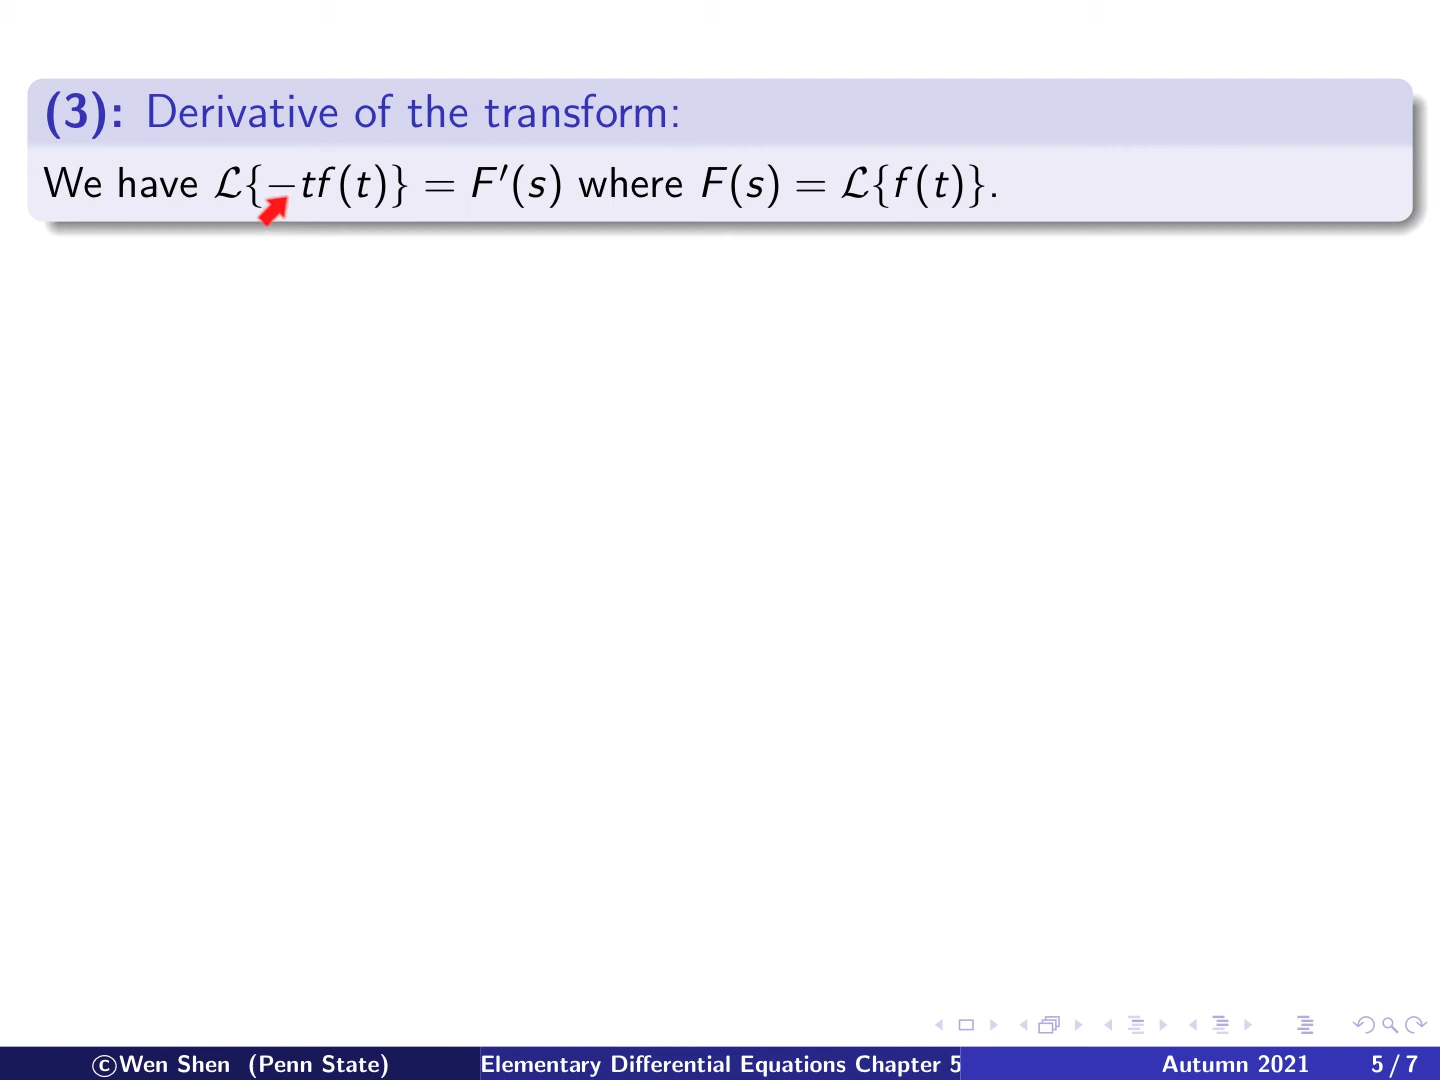 (3): Derivative of the transform:
We have ℒ{−tf(t)} = F′(s) where F(s) = ℒ{f(t)}.
©Wen Shen (Penn State)
Elementary Differential Equations Chapter 5
Autumn 2021
5 / 7